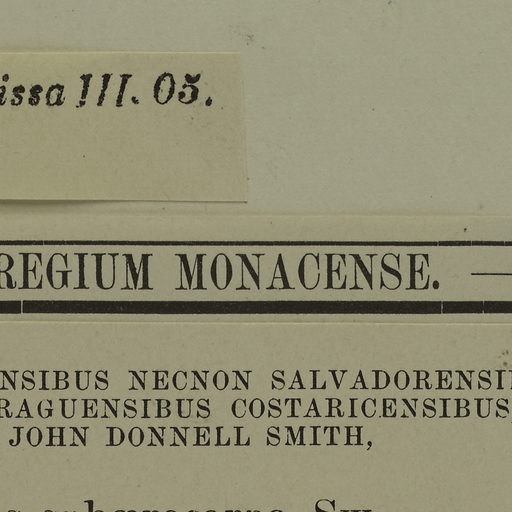 issa III. 05.
REGIUM MONACENSE.
NSIBUS NECNON SALVADORENSI
RAGUENSIBUS COSTARICENSIBUS
JOHN DONNELL SMITH,